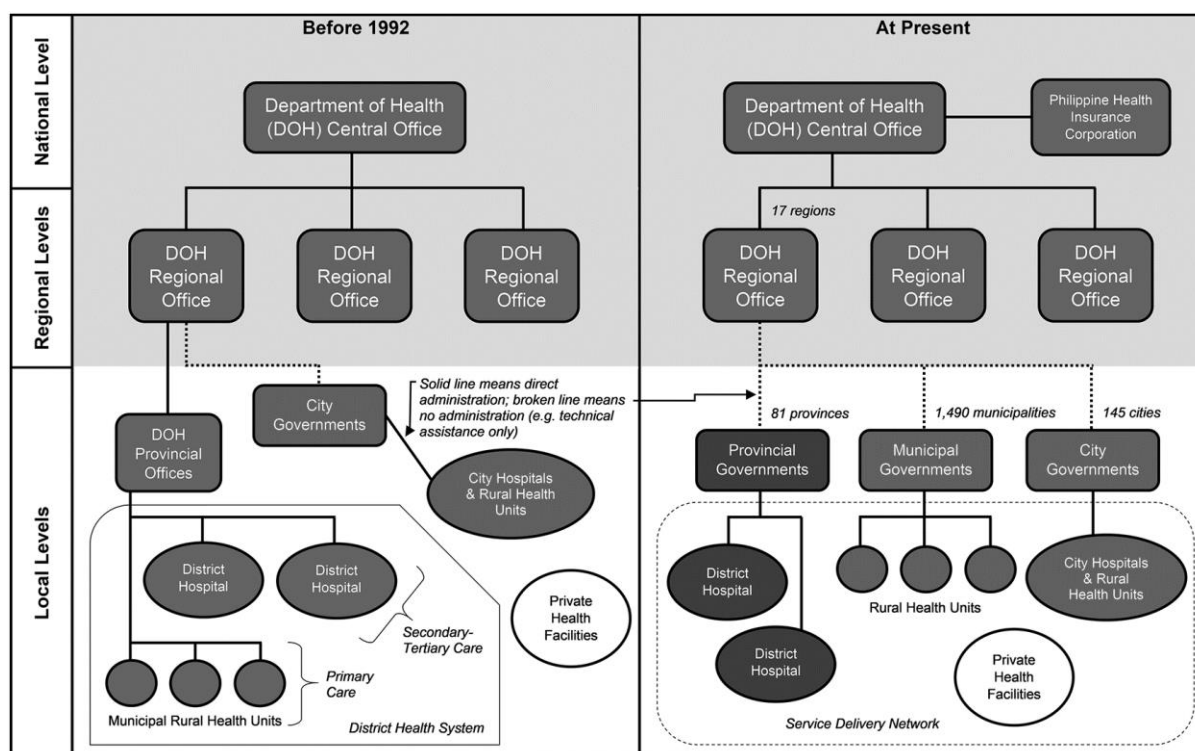 Before 1992
At Present
National Level
Department of Health
(DOH) Central Office
Department of Health
(DOH) Central Office
Philippine Health
Insurance
Corporation
Regional Levels
17 regions
DOH
Regional
Office
DOH
Regional
Office
DOH
Regional
Office
DOH
Regional
Office
DOH
Regional
Office
DOH
Regional
Office
Local Levels
City
Governments
Solid line means direct
administration; broken line means
no administration (e.g. technical
assistance only)
DOH
Provincial
Offices
City Hospitals
& Rural Health
Units
District
Hospital
District
Hospital
Secondary-
Tertiary Care
Primary
Care
Municipal Rural Health Units
District Health System
Private
Health
Facilities
81 provinces
1,490 municipalities
145 cities
Provincial
Governments
Municipal
Governments
City
Governments
District
Hospital
District
Hospital
Rural Health Units
City Hospitals
& Rural
Health Units
Private
Health
Facilities
Service Delivery Network